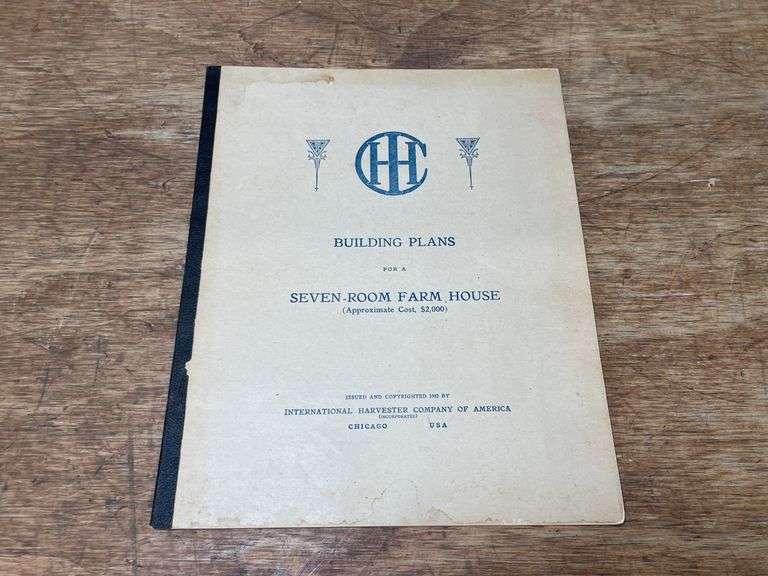 IHC
BUILDING PLANS
FOR A
SEVEN-ROOM FARM HOUSE
(Approximate Cost, $2,000)
ISSUED AND COPYRIGHTED BY
INTERNATIONAL HARVESTER COMPANY OF AMERICA
(INCORPORATED)
CHICAGO USA